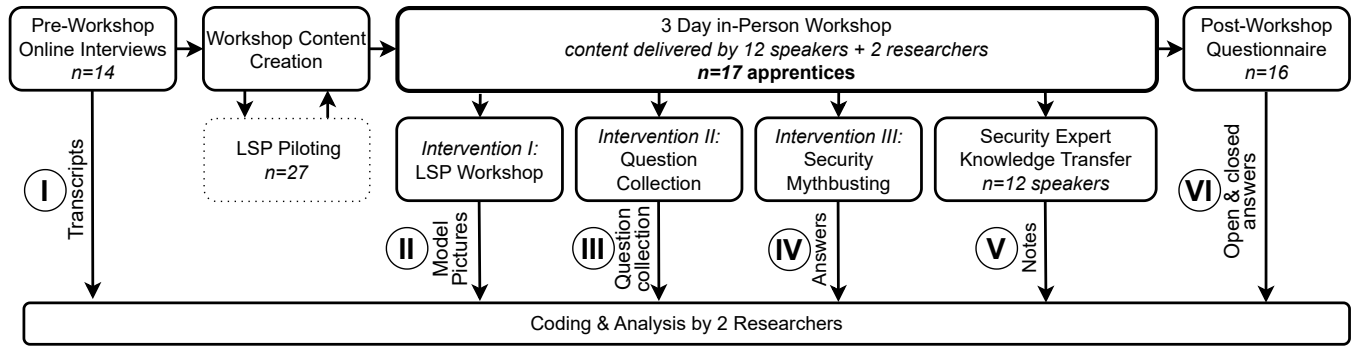 Pre-Workshop
Online Interviews
n=14
Workshop Content
Creation
3 Day in-Person Workshop
content delivered by 12 speakers + 2 researchers
n=17 apprentices
Post-Workshop
Questionnaire
n=16
LSP Piloting
n=27
Intervention I:
LSP Workshop
Intervention II:
Question
Collection
Intervention III:
Security
Mythbusting
Security Expert
Knowledge Transfer
n=12 speakers
I
Transcripts
II
Model
Pictures
III
Question
collection
IV
Answers
V
Notes
VI
Open & closed
answers
Coding & Analysis by 2 Researchers